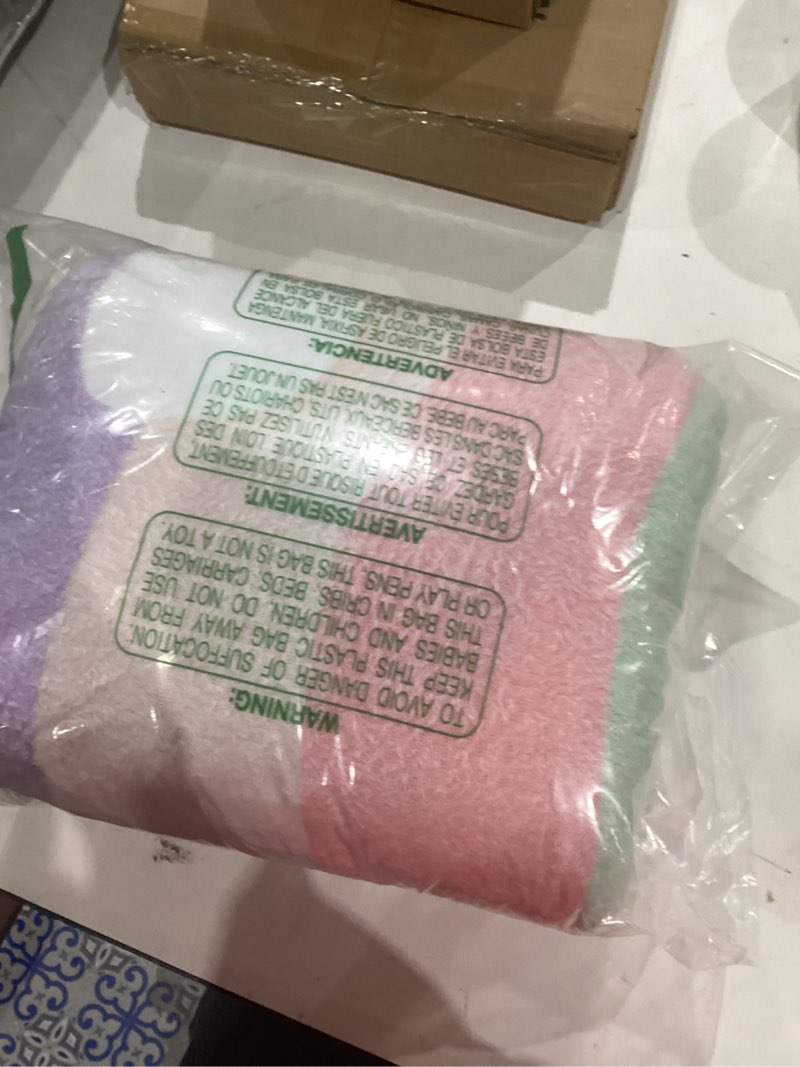 WARNING:
TO AVOID DANGER OF SUFFOCATION,
KEEP THIS PLASTIC BAG AWAY FROM
BABIES AND CHILDREN. DO NOT USE
THIS BAG IN CRIBS, BEDS, CARRIAGES
OR PLAY PENS. THIS BAG IS NOT A TOY.
AVERTISSEMENT:
POUR EVITER TOUT RISQUE D'ETOUFFEMENT,
GARDEZ CE SAC EN PLASTIQUE LOIN DES
BEBES ET LES ENFANTS. N'UTILISEZ PAS CE
SAC DANS LES BERCEAUX, LITS, CHARIOTS OU
PARC AU BEBE. CE SAC N'EST PAS UN JOUET.
ADVERTENCIA:
PARA EVITAR EL PELIGRO DE ASFIXIA, MANTENGA
ESTA BOLSA DE PLASTICO FUERA DEL ALCANCE
DE BEBES Y NIÑOS. NO USAR ESTA BOLSA EN